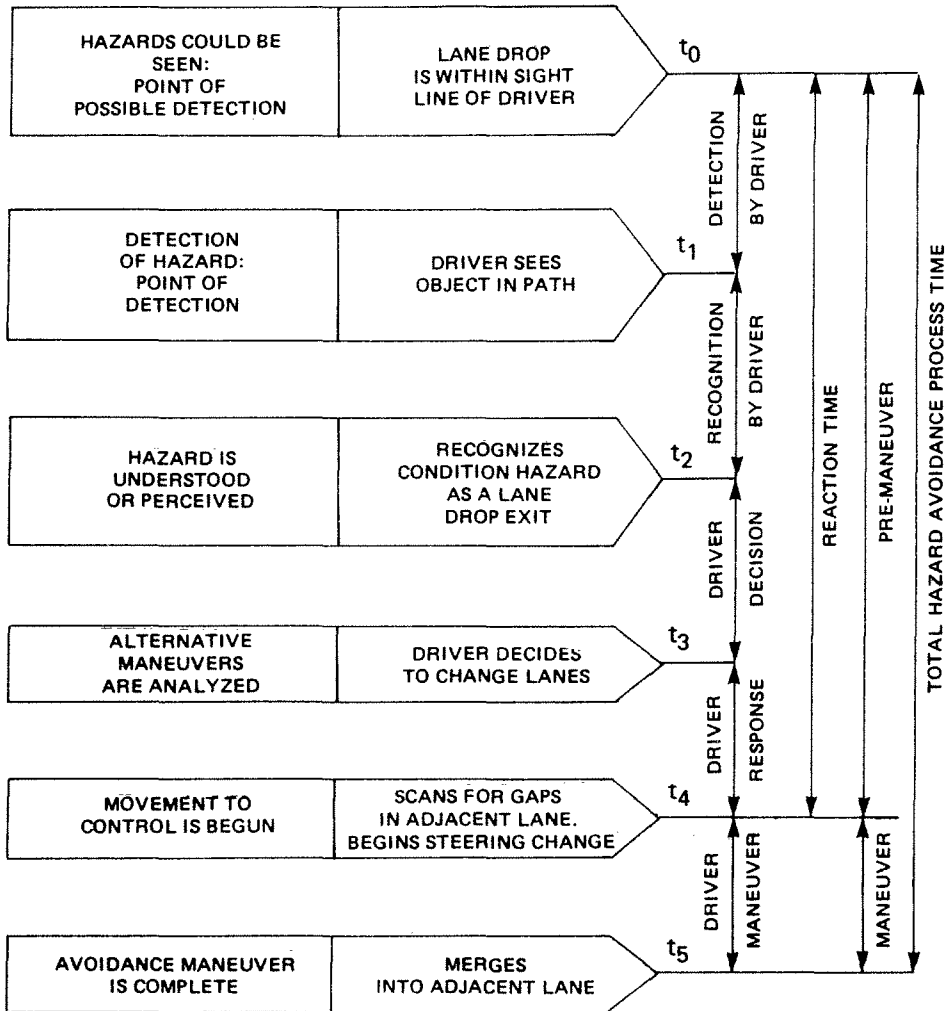 HAZARDS COULD BE
SEEN:
POINT OF
POSSIBLE DETECTION
LANE DROP
IS WITHIN SIGHT
LINE OF DRIVER
t0
DETECTION
BY DRIVER
DETECTION
OF HAZARD:
POINT OF
DETECTION
DRIVER SEES
OBJECT IN PATH
t1
RECOGNITION
BY DRIVER
HAZARD IS
UNDERSTOOD
OR PERCEIVED
RECOGNIZES
CONDITION HAZARD
AS A LANE
DROP EXIT
t2
DRIVER
DECISION
ALTERNATIVE
MANEUVERS
ARE ANALYZED
DRIVER DECIDES
TO CHANGE LANES
t3
DRIVER
RESPONSE
MOVEMENT TO
CONTROL IS BEGUN
SCANS FOR GAPS
IN ADJACENT LANE.
BEGINS STEERING CHANGE
t4
DRIVER
MANEUVER
AVOIDANCE MANEUVER
IS COMPLETE
MERGES
INTO ADJACENT LANE
t5
REACTION TIME
PRE-MANEUVER
MANEUVER
TOTAL HAZARD AVOIDANCE PROCESS TIME